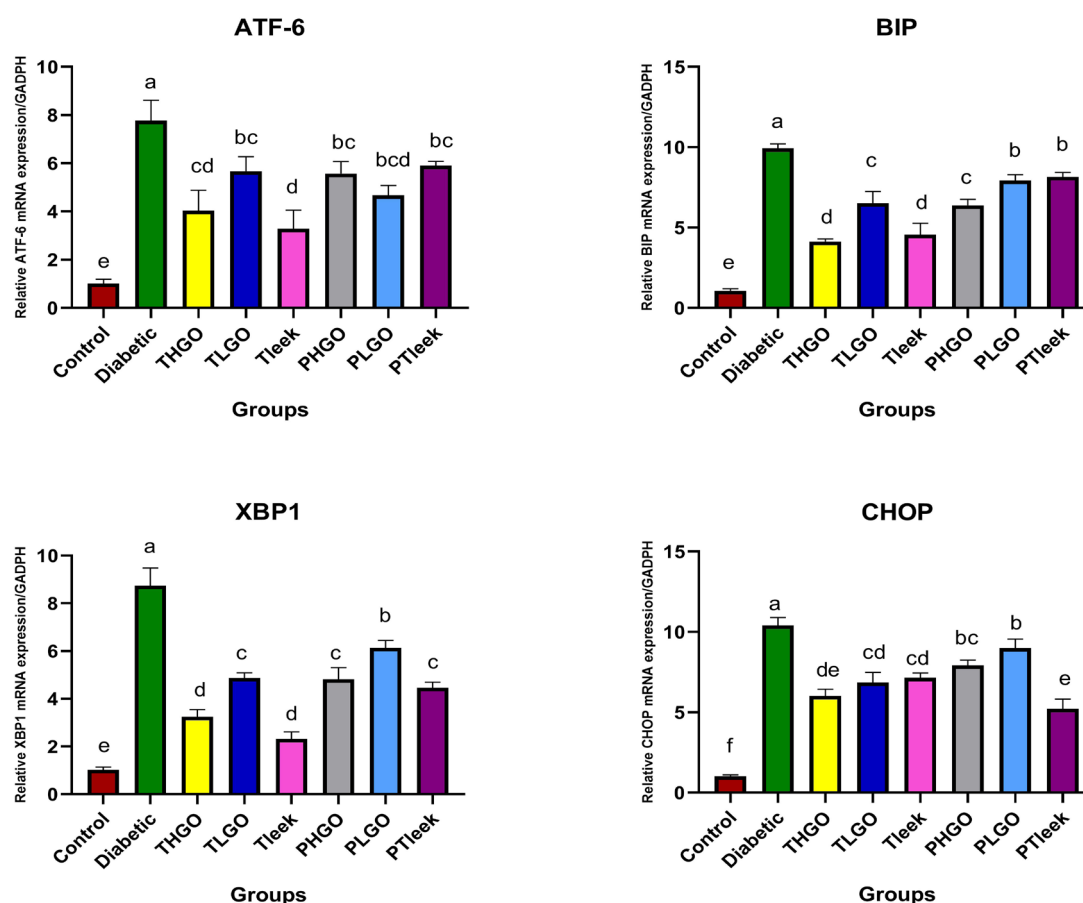 ATF-6
Relative ATF-6 mRNA expression/GADPH
10
8
6
4
2
0
e
a
cd
bc
d
bc
bcd
bc
Control
Diabetic
THGO
TLGO
Tleek
PHGO
PLGO
PTleek
Groups
BIP
Relative BIP mRNA expression/GADPH
15
10
5
0
e
a
d
c
d
c
b
b
Control
Diabetic
THGO
TLGO
Tleek
PHGO
PLGO
PTleek
Groups
XBP1
Relative XBP1 mRNA expression/GADPH
10
8
6
4
2
0
e
a
d
c
d
c
b
c
Control
Diabetic
THGO
TLGO
Tleek
PHGO
PLGO
PTleek
Groups
CHOP
Relative CHOP mRNA expression/GADPH
15
10
5
0
f
a
de
cd
cd
bc
b
e
Control
Diabetic
THGO
TLGO
Tleek
PHGO
PLGO
PTleek
Groups